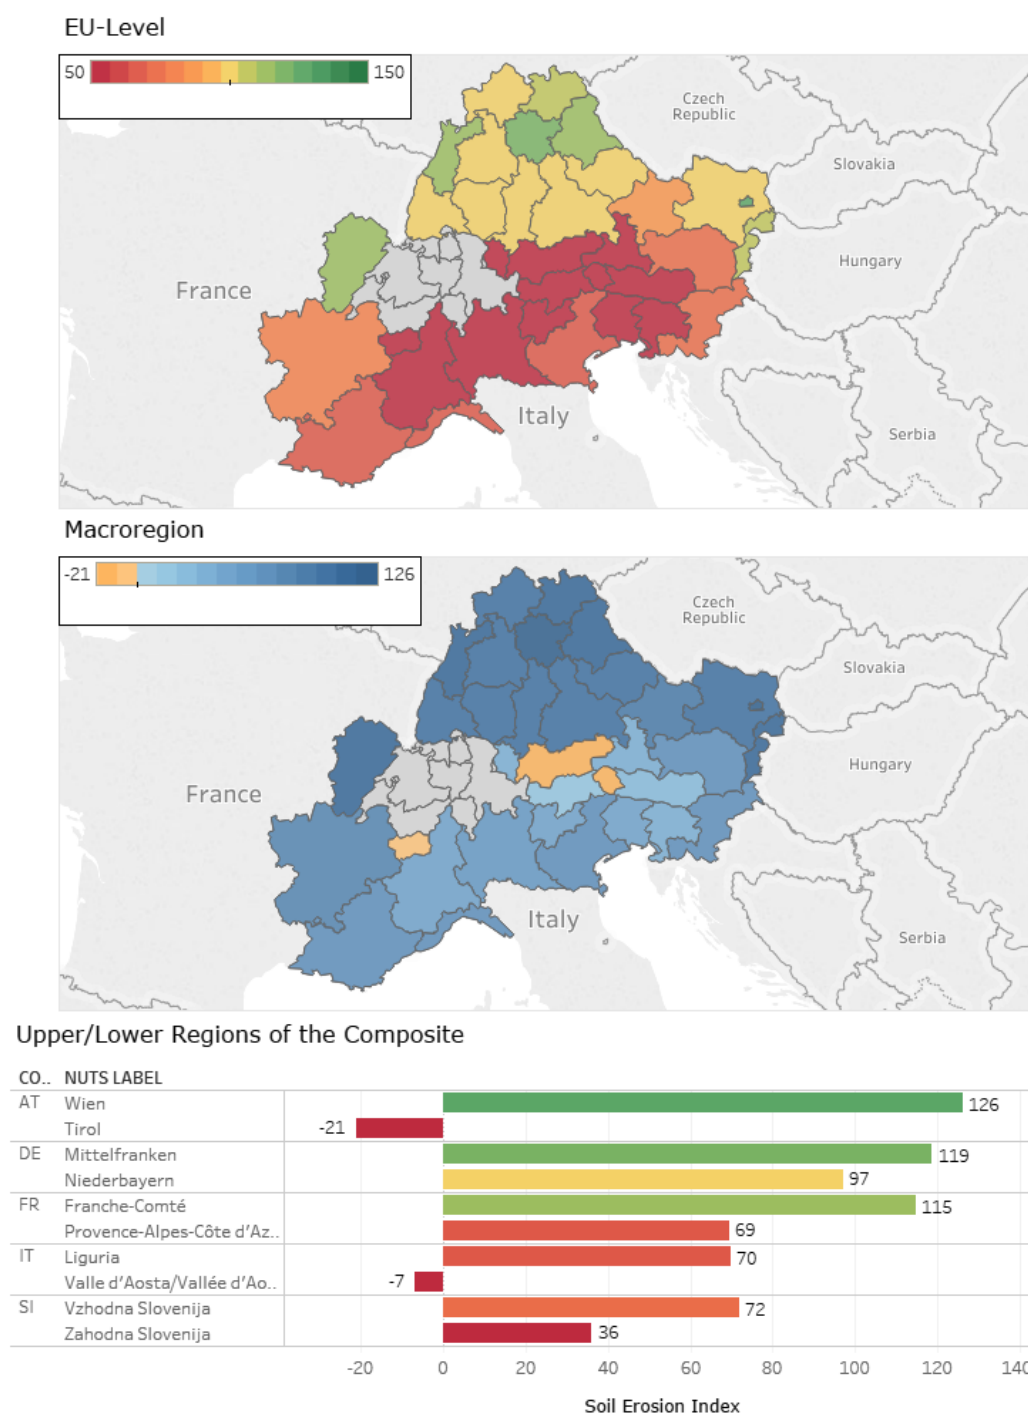 EU-Level
50 150
Czech
Republic
Slovakia
Hungary
France
Italy
Serbia
Macroregion
-21 126
Czech
Republic
Slovakia
Hungary
France
Italy
Serbia
Upper/Lower Regions of the Composite
CO.. NUTS LABEL
AT Wien 126
Tirol -21
DE Mittelfranken 119
Niederbayern 97
FR Franche-Comté 115
Provence-Alpes-Côte d'Az.. 69
IT Liguria 70
Valle d'Aosta/Vallée d'Ao.. -7
SI Vzhodna Slovenija 72
Zahodna Slovenija 36
-20 0 20 40 60 80 100 120 140
Soil Erosion Index